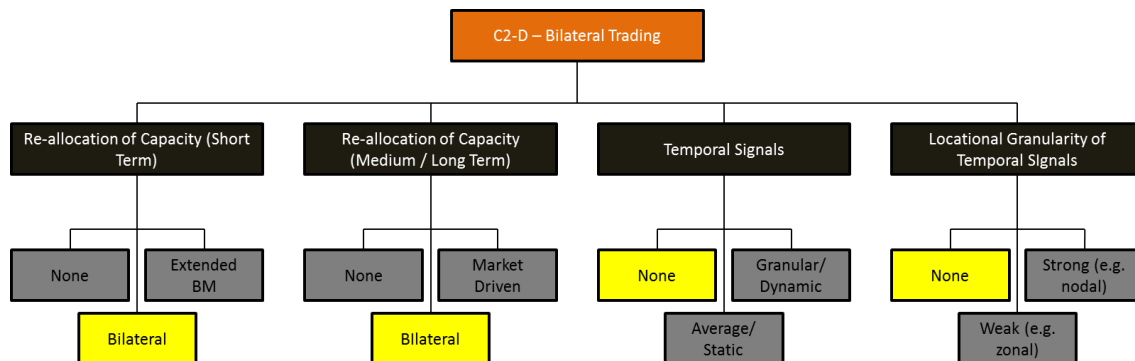 C2-D – Bilateral Trading
Re-allocation of Capacity (Short
Term)
Re-allocation of Capacity
(Medium / Long Term)
Temporal Signals
Locational Granularity of
Temporal SIgnals
None
Extended
BM
Bilateral
None
Market
Driven
BIlateral
None
Granular/
Dynamic
Average/
Static
None
Strong (e.g.
nodal)
Weak (e.g.
zonal)